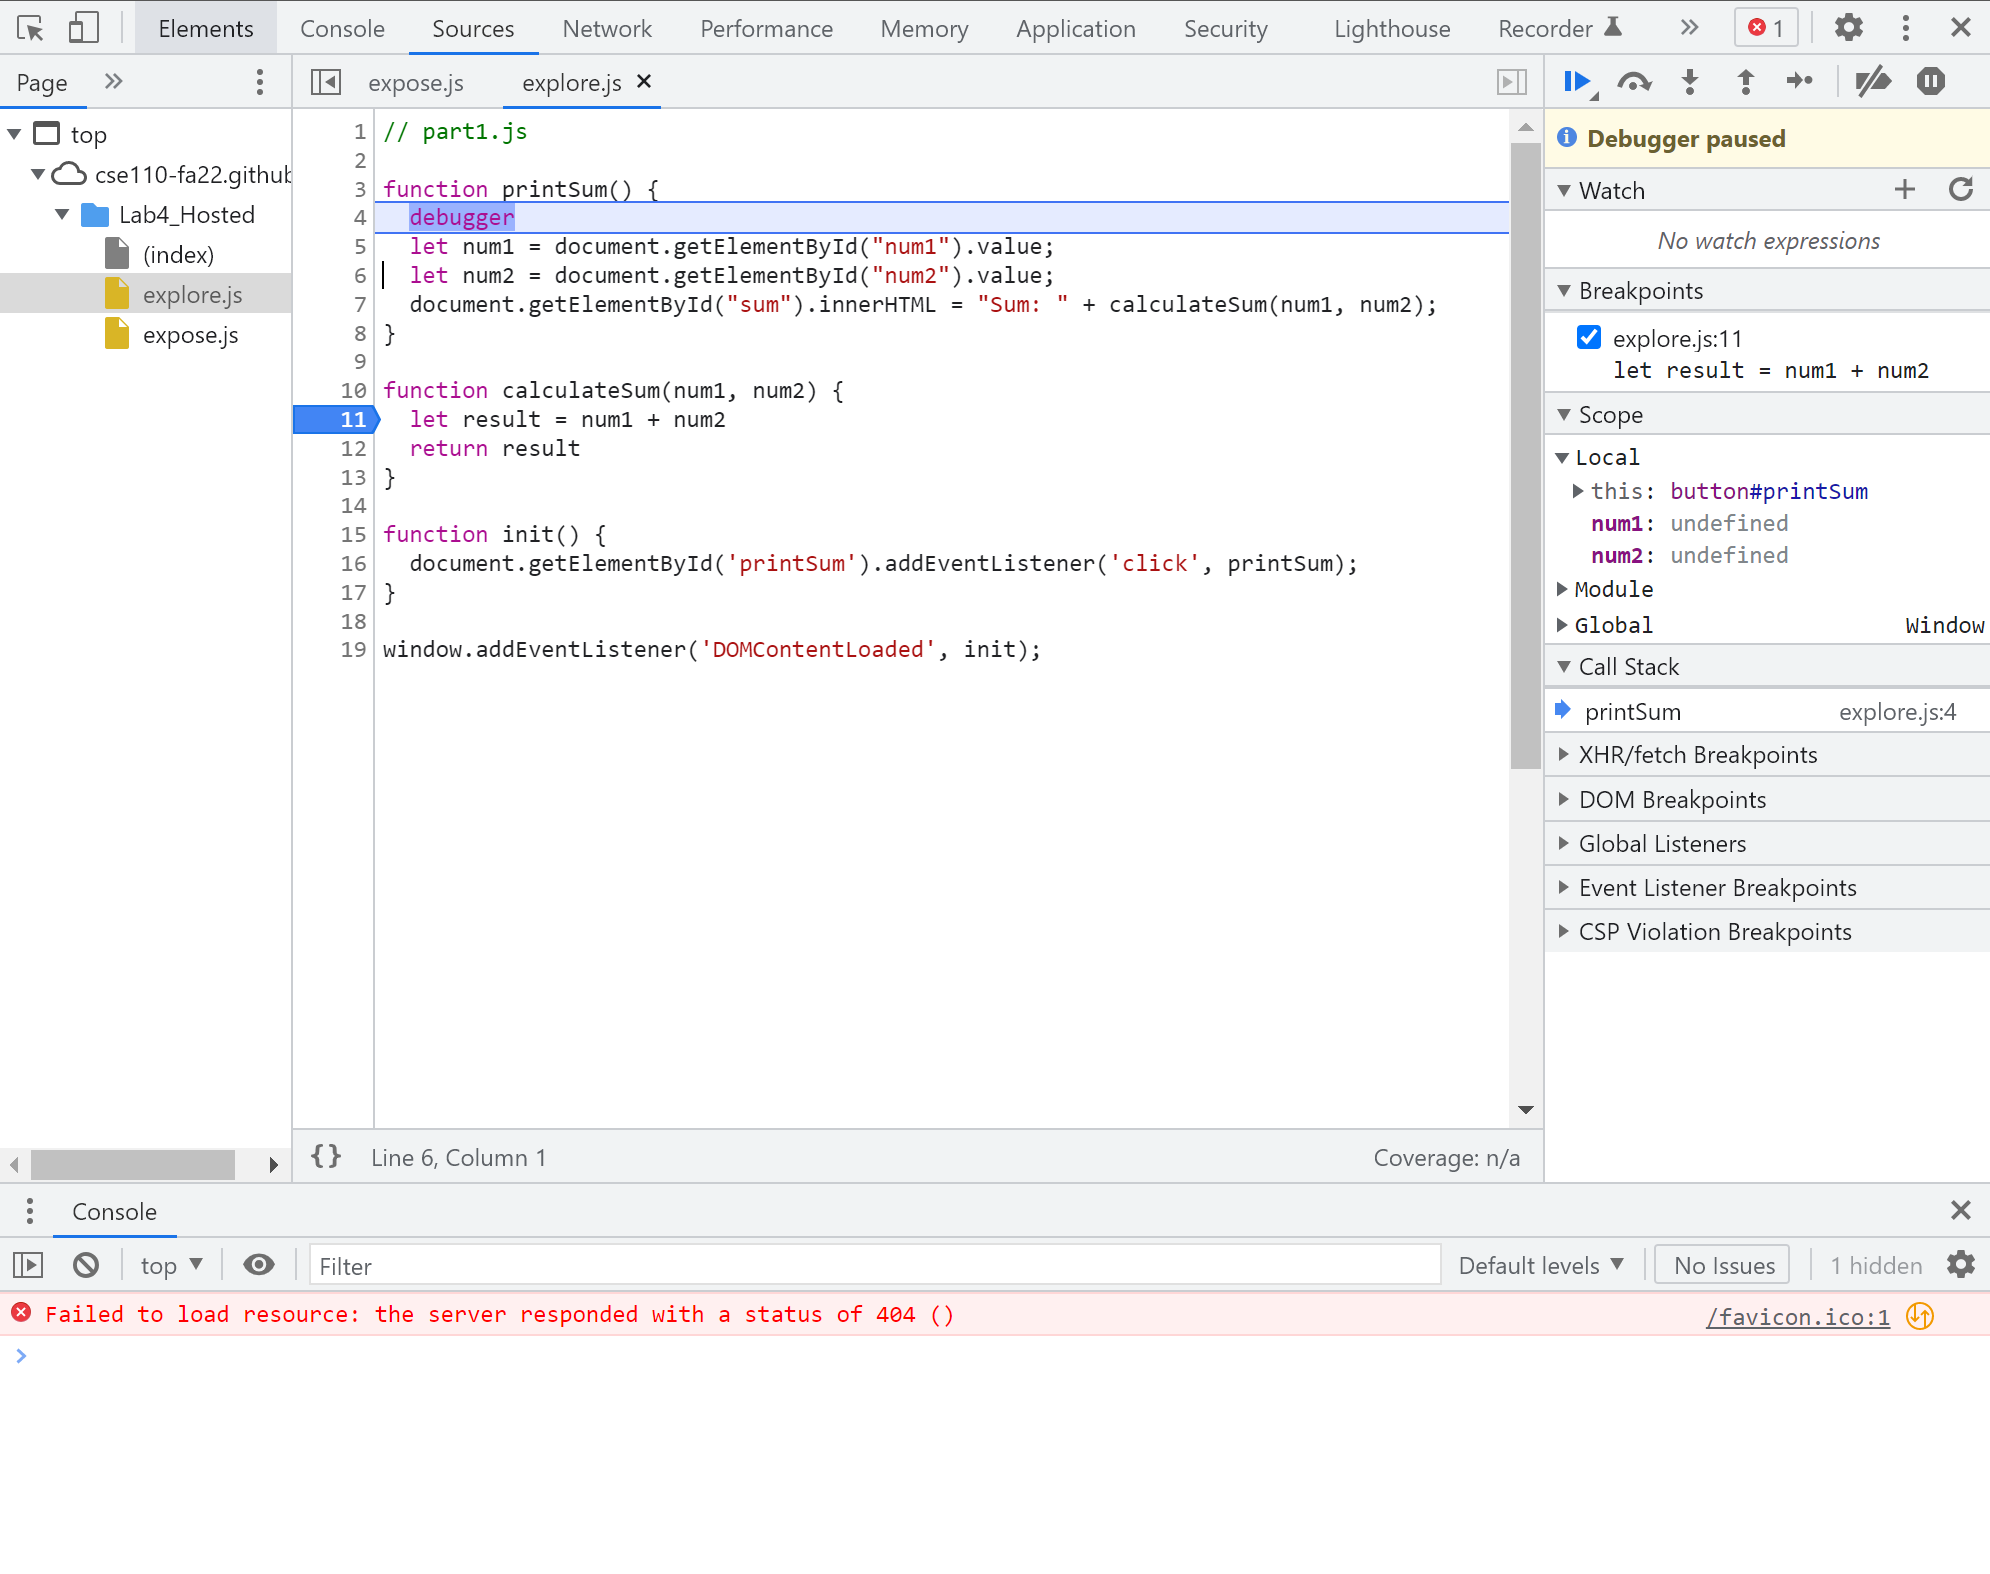 Elements Console Sources Network Performance Memory Application Security Lighthouse Recorder 1
Page
expose.js explore.js
top
cse110-fa22.github
Lab4_Hosted
(index)
explore.js
expose.js
1 // part1.js
2
3 function printSum() {
4   debugger
5   let num1 = document.getElementById("num1").value;
6   let num2 = document.getElementById("num2").value;
7   document.getElementById("sum").innerHTML = "Sum: " + calculateSum(num1, num2);
8 }
9
10 function calculateSum(num1, num2) {
11   let result = num1 + num2
12   return result
13 }
14
15 function init() {
16   document.getElementById('printSum').addEventListener('click', printSum);
17 }
18
19 window.addEventListener('DOMContentLoaded', init);
{} Line 6, Column 1 Coverage: n/a
Debugger paused
Watch
No watch expressions
Breakpoints
explore.js:11
let result = num1 + num2
Scope
Local
this: button#printSum
num1: undefined
num2: undefined
Module
Global Window
Call Stack
printSum explore.js:4
XHR/fetch Breakpoints
DOM Breakpoints
Global Listeners
Event Listener Breakpoints
CSP Violation Breakpoints
Console
top Filter Default levels No Issues 1 hidden
Failed to load resource: the server responded with a status of 404 () /favicon.ico:1